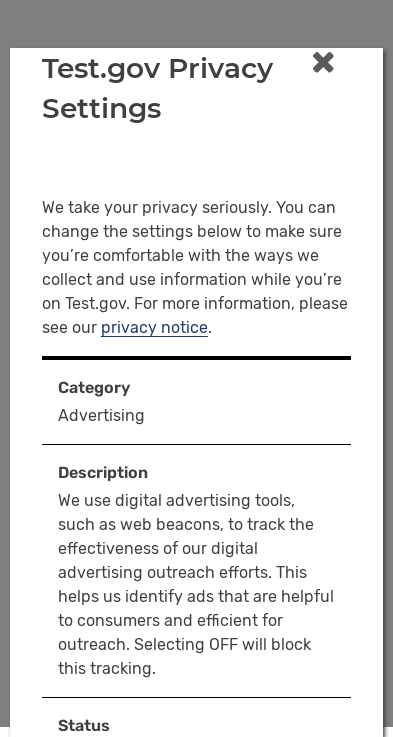 Test.gov Privacy
Settings
We take your privacy seriously. You can
change the settings below to make sure
you’re comfortable with the ways we
collect and use information while you’re
on Test.gov. For more information, please
see our privacy notice.
Category
Advertising
Description
We use digital advertising tools,
such as web beacons, to track the
effectiveness of our digital
advertising outreach efforts. This
helps us identify ads that are helpful
to consumers and efficient for
outreach. Selecting OFF will block
this tracking.
Status